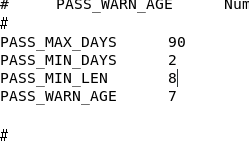 #     PASS_WARN_AGE     Num
#
PASS_MAX_DAYS     90
PASS_MIN_DAYS     2
PASS_MIN_LEN      8
PASS_WARN_AGE     7
#